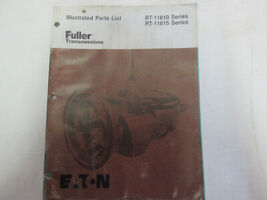 Illustrated Parts List
RT-11610 Series
RT-11615 Series
Fuller
Transmissions
EATON